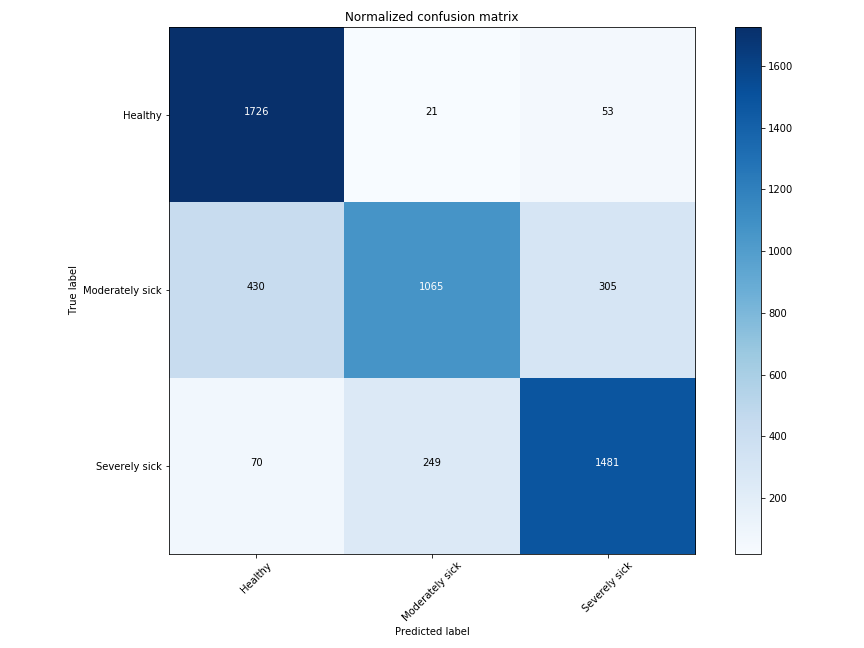 Normalized confusion matrix
True label
Healthy
1726 21 53
Moderately sick
430 1065 305
Severely sick
70 249 1481
Healthy
Moderately sick
Severely sick
Predicted label
1600
1400
1200
1000
800
600
400
200